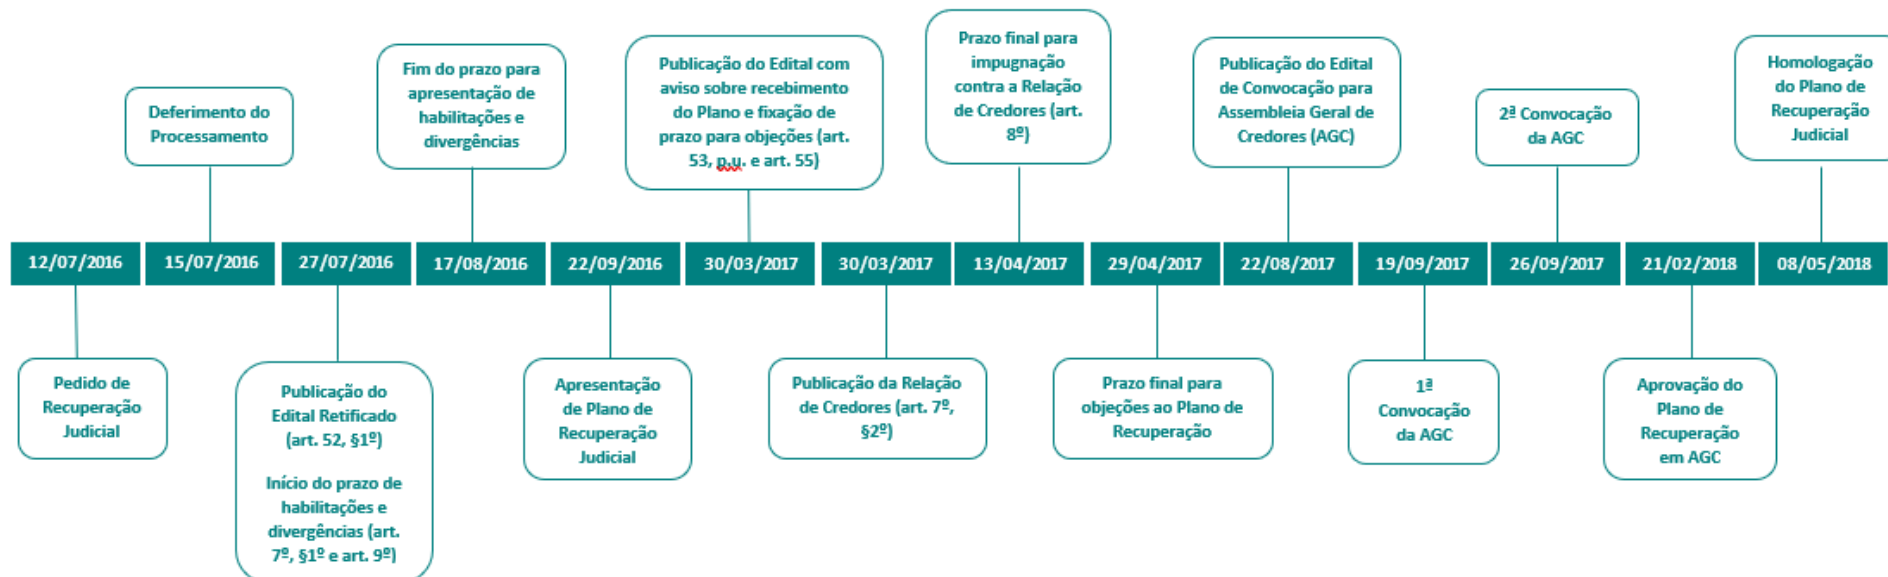 Deferimento do
Processamento
Fim do prazo para
apresentação de
habilitações e
divergências
Publicação do Edital com
aviso sobre recebimento
do Plano e fixação de
prazo para objeções (art.
53, p.u. e art. 55)
Prazo final para
impugnação
contra a Relação
de Credores (art.
8º)
Publicação do Edital
de Convocação para
Assembleia Geral de
Credores (AGC)
2ª Convocação
da AGC
Homologação
do Plano de
Recuperação
Judicial
12/07/2016
15/07/2016
27/07/2016
17/08/2016
22/09/2016
30/03/2017
30/03/2017
13/04/2017
29/04/2017
22/08/2017
19/09/2017
26/09/2017
21/02/2018
08/05/2018
Pedido de
Recuperação
Judicial
Publicação do
Edital Retificado
(art. 52, §1º)
Início do prazo de
habilitações e
divergências (art.
7º, §1º e art. 9º)
Apresentação
de Plano de
Recuperação
Judicial
Publicação da Relação
de Credores (art. 7º,
§2º)
Prazo final para
objeções ao Plano de
Recuperação
1ª
Convocação
da AGC
Aprovação do
Plano de
Recuperação
em AGC